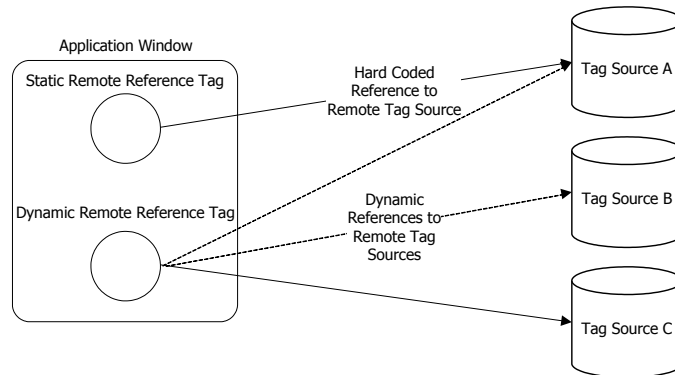 Application Window
Static Remote Reference Tag
Hard Coded
Reference to
Remote Tag Source
Tag Source A
Dynamic Remote Reference Tag
Dynamic
References to
Remote Tag
Sources
Tag Source B
Tag Source C